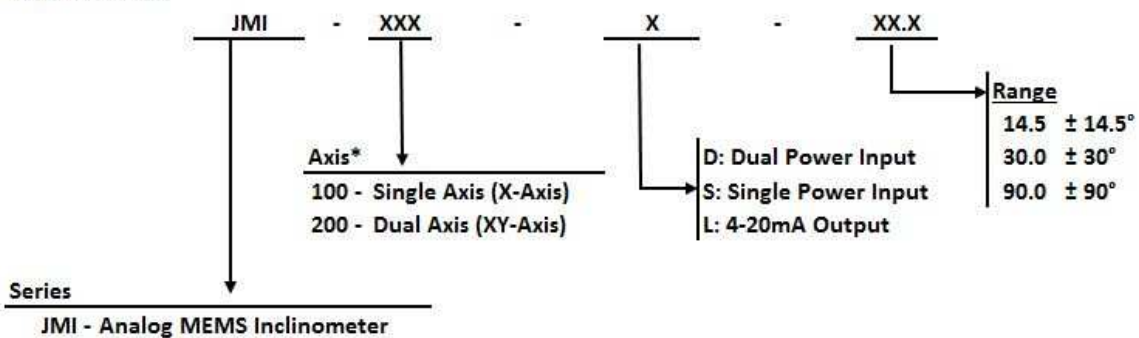 JMI - XXX - X - XX.X
Range
14.5 ± 14.5°
30.0 ± 30°
90.0 ± 90°
Axis*
100 - Single Axis (X-Axis)
200 - Dual Axis (XY-Axis)
D: Dual Power Input
S: Single Power Input
L: 4-20mA Output
Series
JMI - Analog MEMS Inclinometer